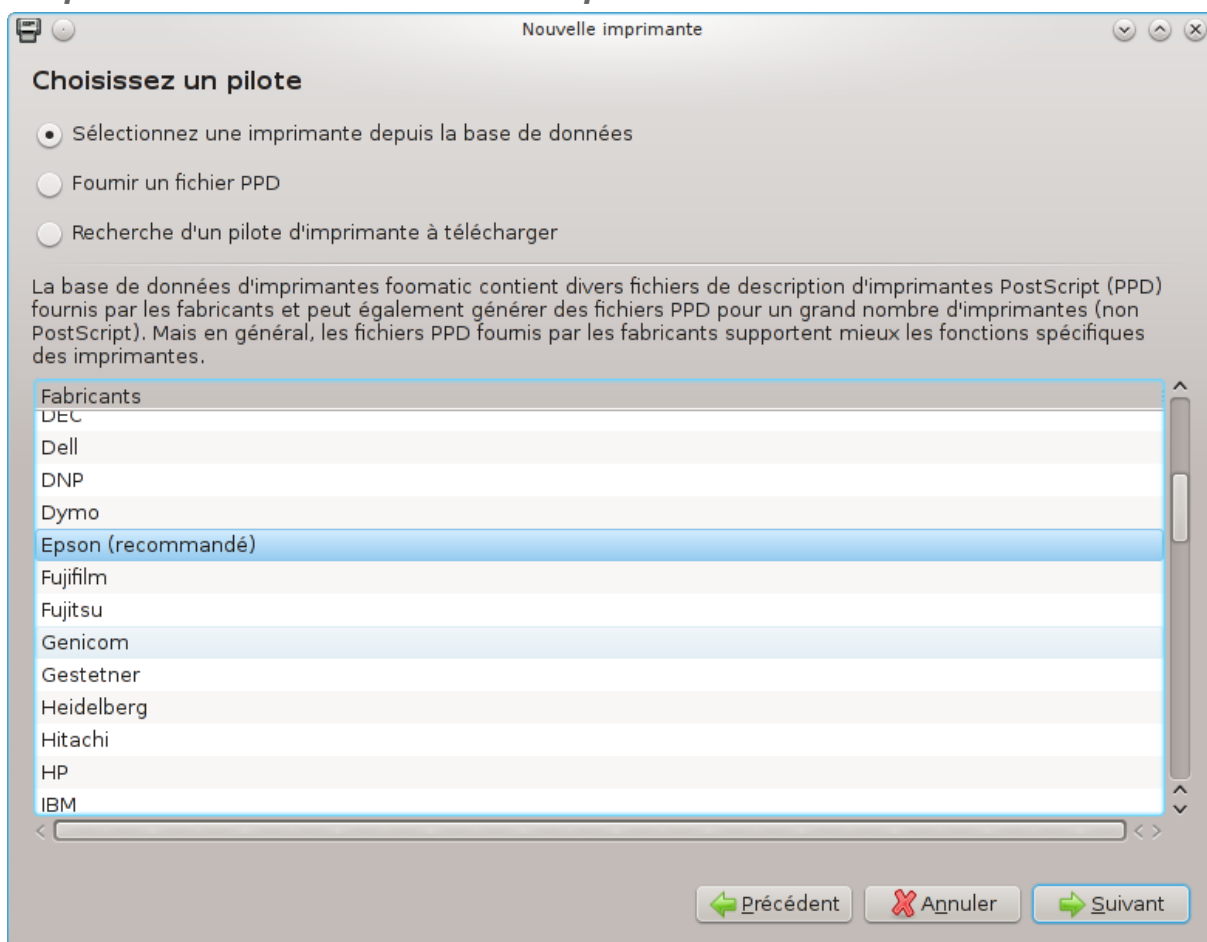 Nouvelle imprimante
Choisissez un pilote
Sélectionnez une imprimante depuis la base de données
Fournir un fichier PPD
Recherche d'un pilote d'imprimante à télécharger
La base de données d'imprimantes foomatic contient divers fichiers de description d'imprimantes PostScript (PPD)
fournis par les fabricants et peut également générer des fichiers PPD pour un grand nombre d'imprimantes (non
PostScript). Mais en général, les fichiers PPD fournis par les fabricants supportent mieux les fonctions spécifiques
des imprimantes.
Fabricants
DEC
Dell
DNP
Dymo
Epson (recommandé)
Fujifilm
Fujitsu
Genicom
Gestetner
Heidelberg
Hitachi
HP
IBM
Précédent
Annuler
Suivant